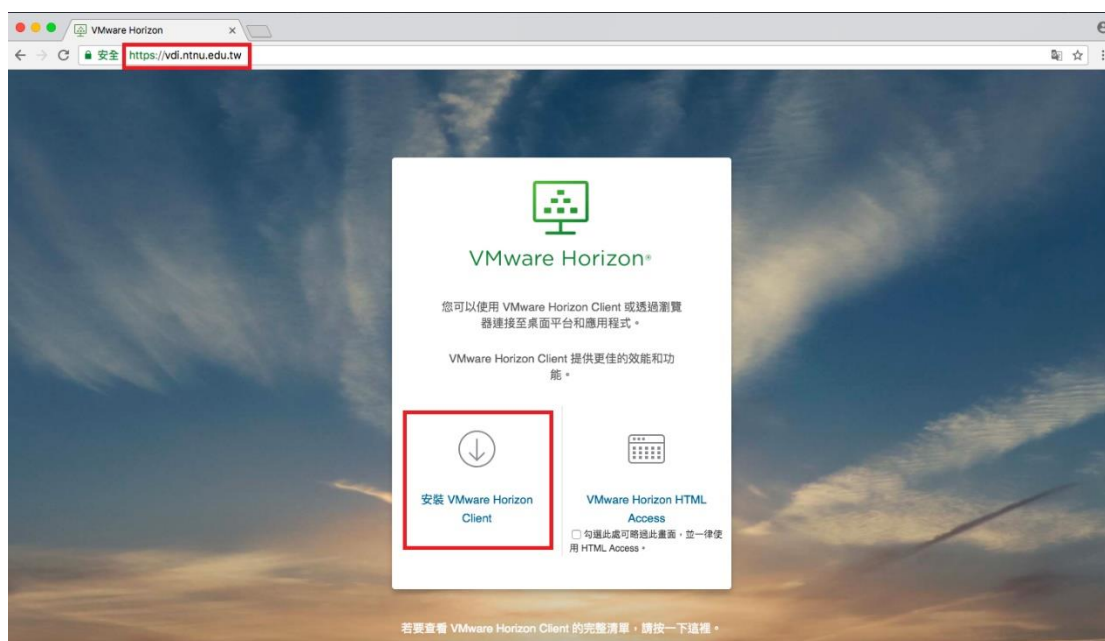 VMware Horizon
安全 https://vdi.ntnu.edu.tw
VMware Horizon®
您可以使用 VMware Horizon Client 或透過瀏覽
器連接至桌面平台和應用程式。
VMware Horizon Client 提供更佳的效能和功
能。
安裝 VMware Horizon
Client
VMware Horizon HTML
Access
勾選此處可略過此畫面，並一律使
用 HTML Access。
若要查看 VMware Horizon Client 的完整清單，請按一下這裡。